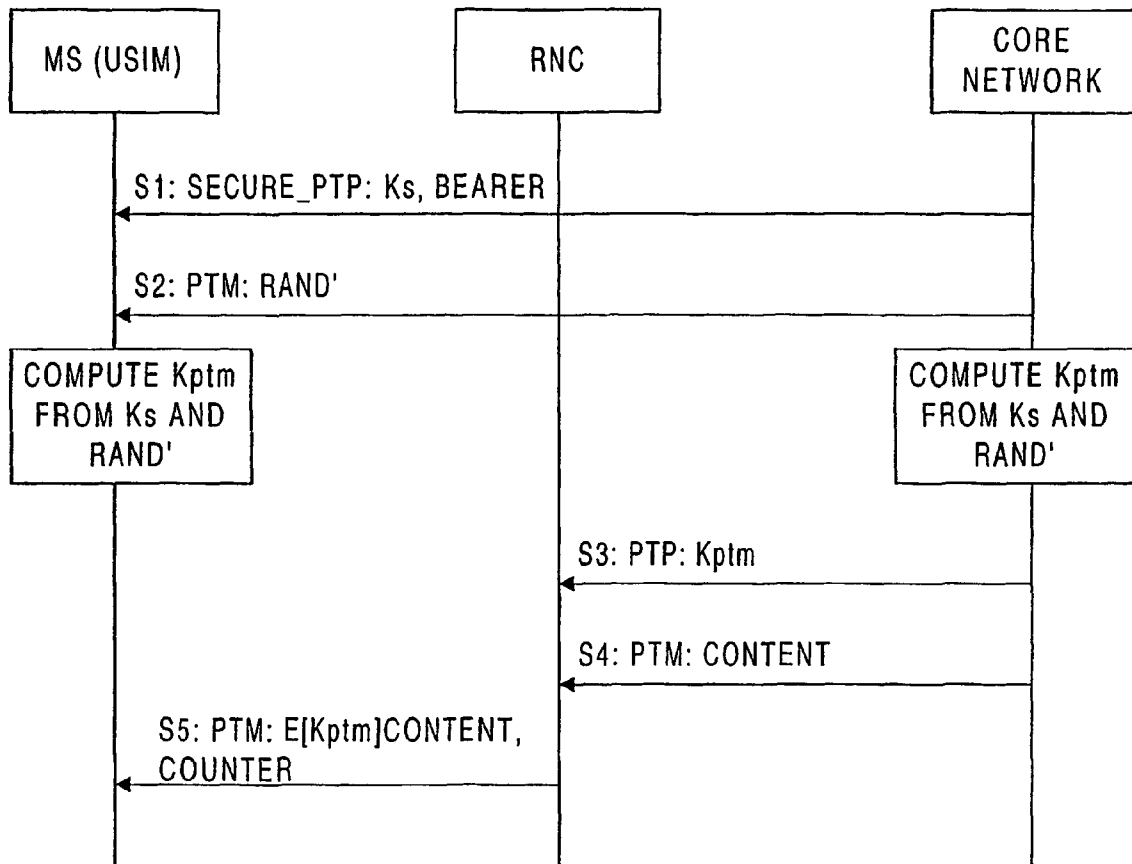 MS (USIM)
RNC
CORE
NETWORK
S1: SECURE_PTP: Ks, BEARER
S2: PTM: RAND'
COMPUTE Kptm
FROM Ks AND
RAND'
COMPUTE Kptm
FROM Ks AND
RAND'
S3: PTP: Kptm
S4: PTM: CONTENT
S5: PTM: E[Kptm]CONTENT,
COUNTER